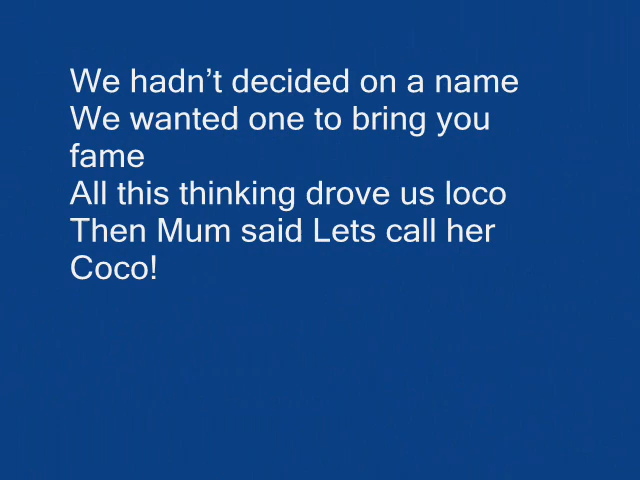 We hadn’t decided on a name
We wanted one to bring you
fame
All this thinking drove us loco
Then Mum said Lets call her
Coco!